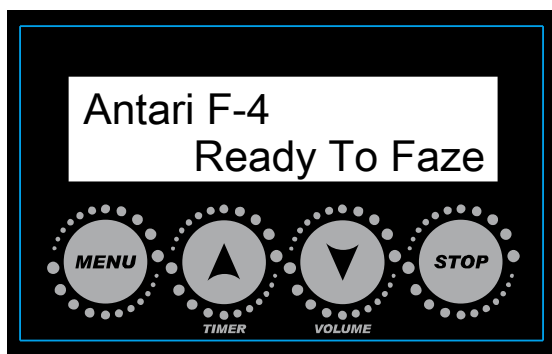 Antari F-4
Ready To Faze
MENU
STOP
TIMER
VOLUME